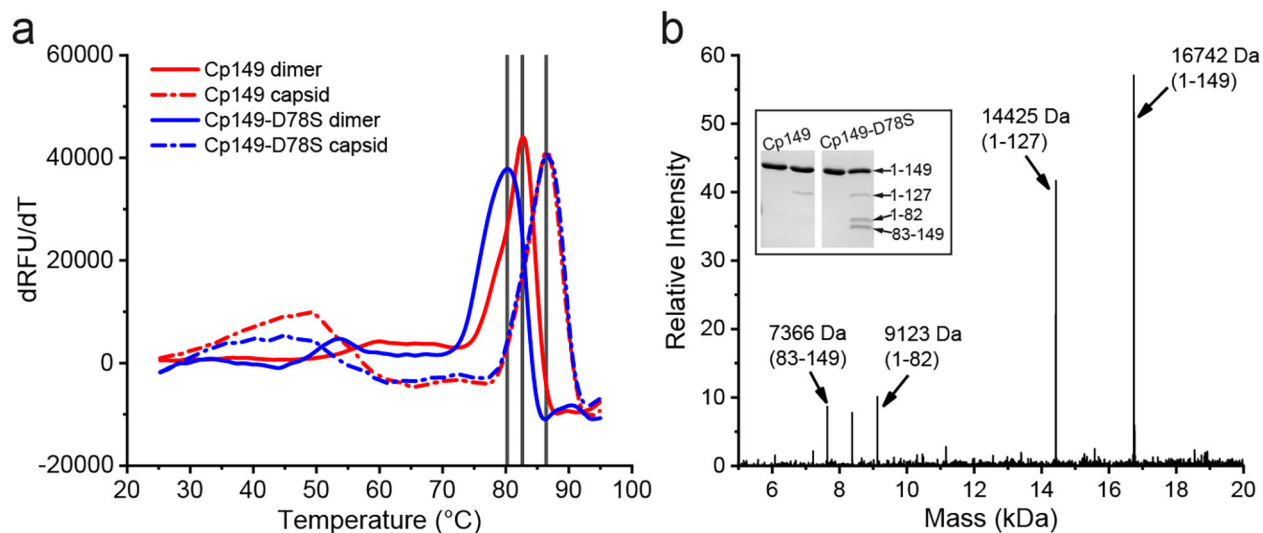 a
60000
40000
20000
0
-20000
dRFU/dT
Cp149 dimer
Cp149 capsid
Cp149-D78S dimer
Cp149-D78S capsid
20 30 40 50 60 70 80 90 100
Temperature (°C)
b
60
50
40
30
20
10
0
Relative Intensity
16742 Da
(1-149)
14425 Da
(1-127)
Cp149
Cp149-D78S
1-149
1-127
1-82
83-149
7366 Da
(83-149)
9123 Da
(1-82)
6 8 10 12 14 16 18 20
Mass (kDa)